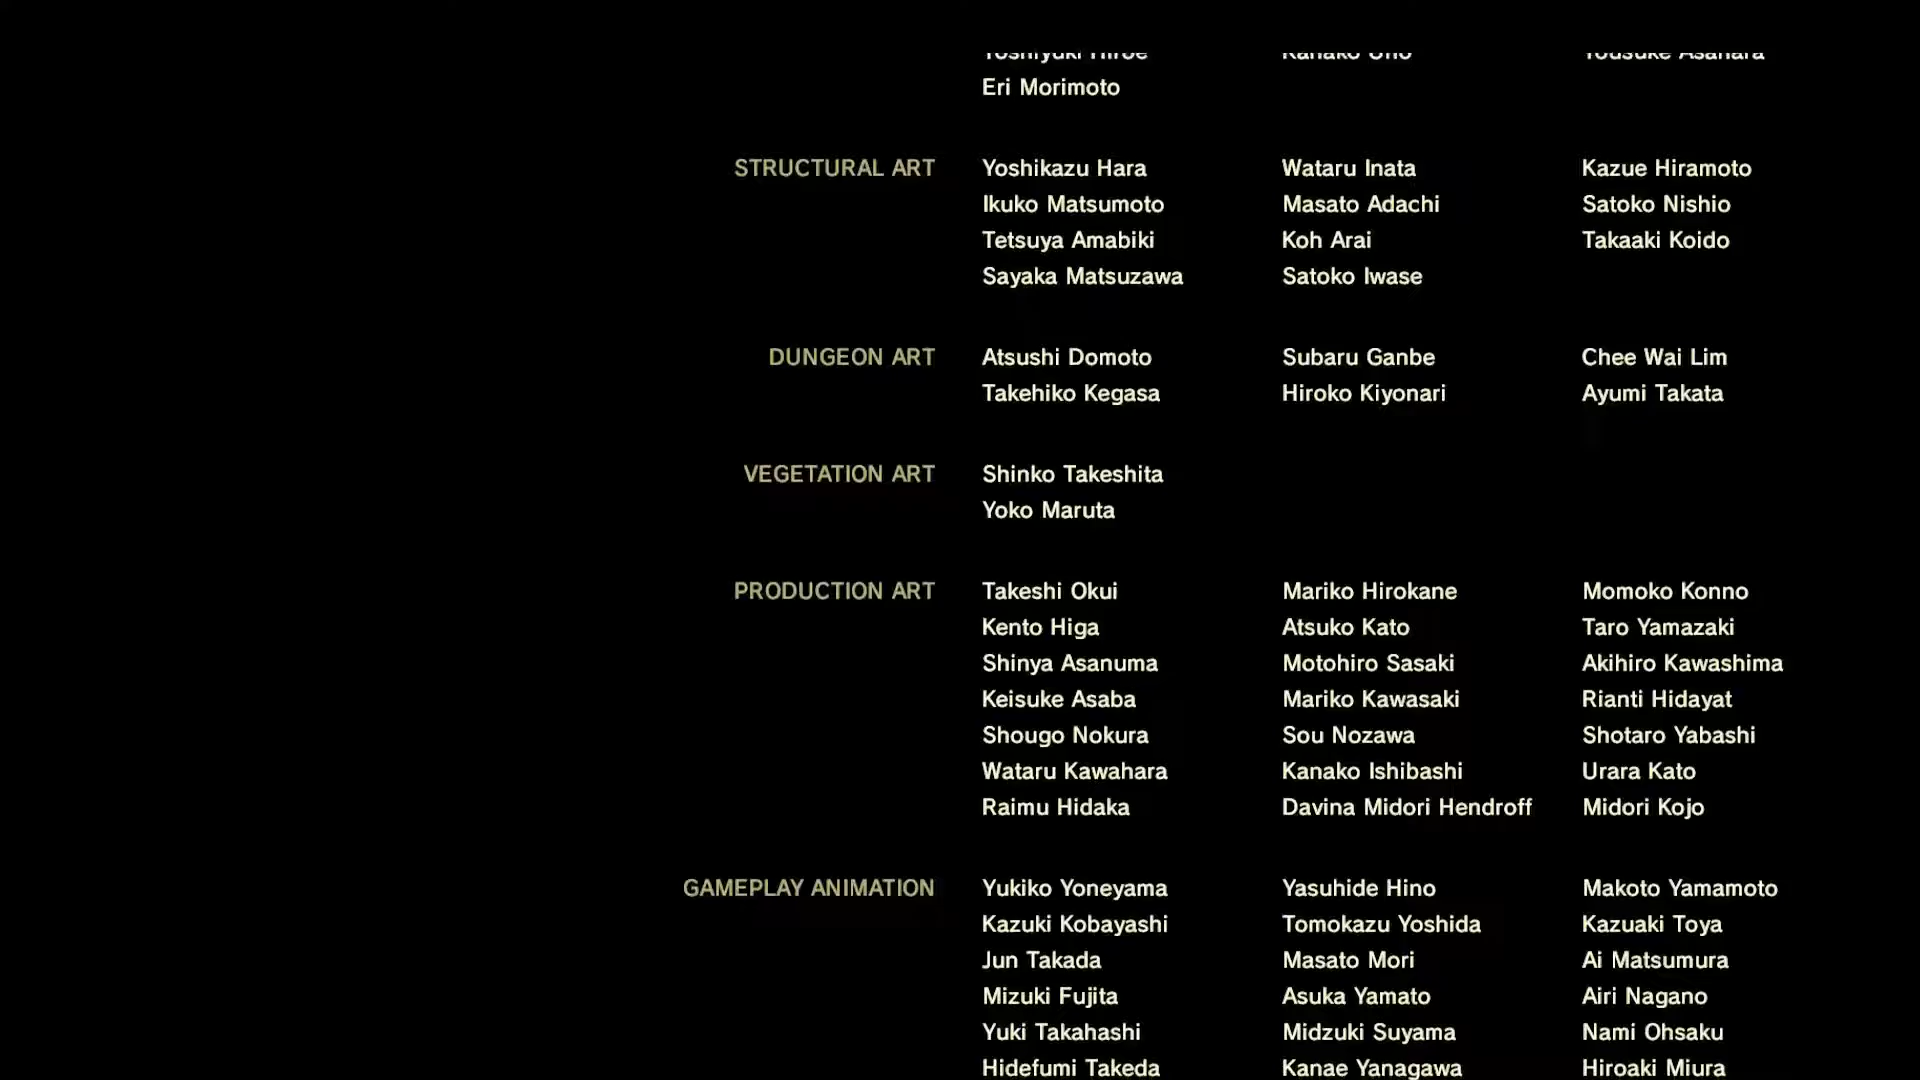 Eri Morimoto
STRUCTURAL ART Yoshikazu Hara Wataru Inata Kazue Hiramoto
Ikuko Matsumoto Masato Adachi Satoko Nishio
Tetsuya Amabiki Koh Arai Takaaki Koido
Sayaka Matsuzawa Satoko Iwase
DUNGEON ART Atsushi Domoto Subaru Ganbe Chee Wai Lim
Takehiko Kegasa Hiroko Kiyonari Ayumi Takata
VEGETATION ART Shinko Takeshita
Yoko Maruta
PRODUCTION ART Takeshi Okui Mariko Hirokane Momoko Konno
Kento Higa Atsuko Kato Taro Yamazaki
Shinya Asanuma Motohiro Sasaki Akihiro Kawashima
Keisuke Asaba Mariko Kawasaki Rianti Hidayat
Shougo Nokura Sou Nozawa Shotaro Yabashi
Wataru Kawahara Kanako Ishibashi Urara Kato
Raimu Hidaka Davina Midori Hendroff Midori Kojo
GAMEPLAY ANIMATION Yukiko Yoneyama Yasuhide Hino Makoto Yamamoto
Kazuki Kobayashi Tomokazu Yoshida Kazuaki Toya
Jun Takada Masato Mori Ai Matsumura
Mizuki Fujita Asuka Yamato Airi Nagano
Yuki Takahashi Midzuki Suyama Nami Ohsaku
Hidefumi Takeda Kanae Yanagawa Hiroaki Miura